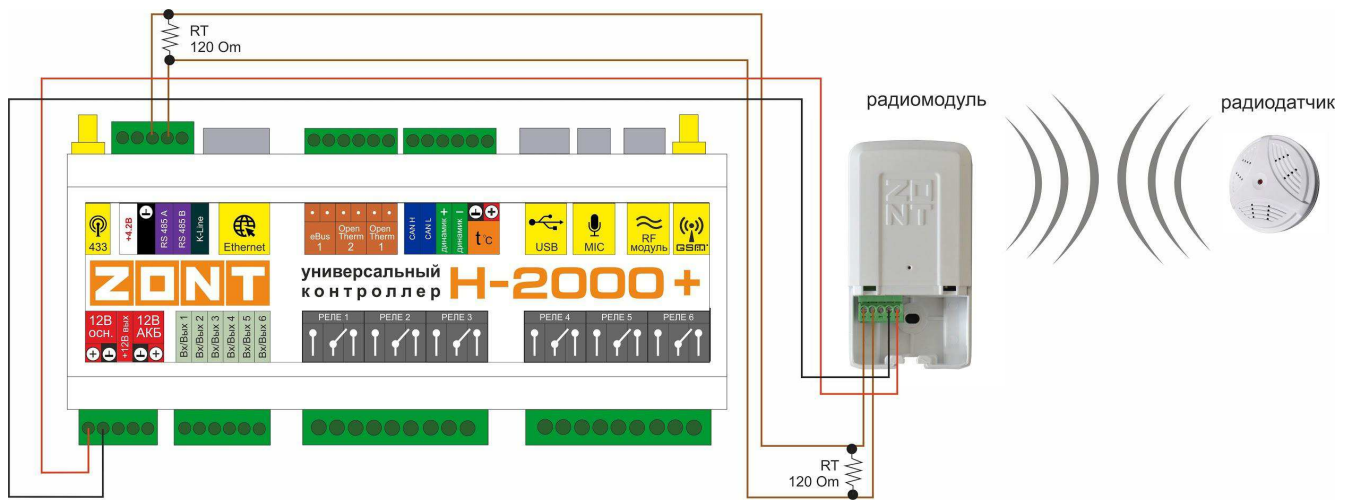 RT
120 Om
радиомодуль
радиодатчик
ZONT
433
+4.2В
RS 485 A
RS 485 B
K-Line
Ethernet
eBus
1
Open
Therm
2
Open
Therm
1
CAN H
CAN L
динамик +
динамик −
t°c
USB
MIC
RF
модуль
GSM
ZONT
универсальный
контроллер
H-2000+
12В
осн.
+12В вых
12В
АКБ
Вх/Вых 1
Вх/Вых 2
Вх/Вых 3
Вх/Вых 4
Вх/Вых 5
Вх/Вых 6
РЕЛЕ 1
РЕЛЕ 2
РЕЛЕ 3
РЕЛЕ 4
РЕЛЕ 5
РЕЛЕ 6
RT
120 Om